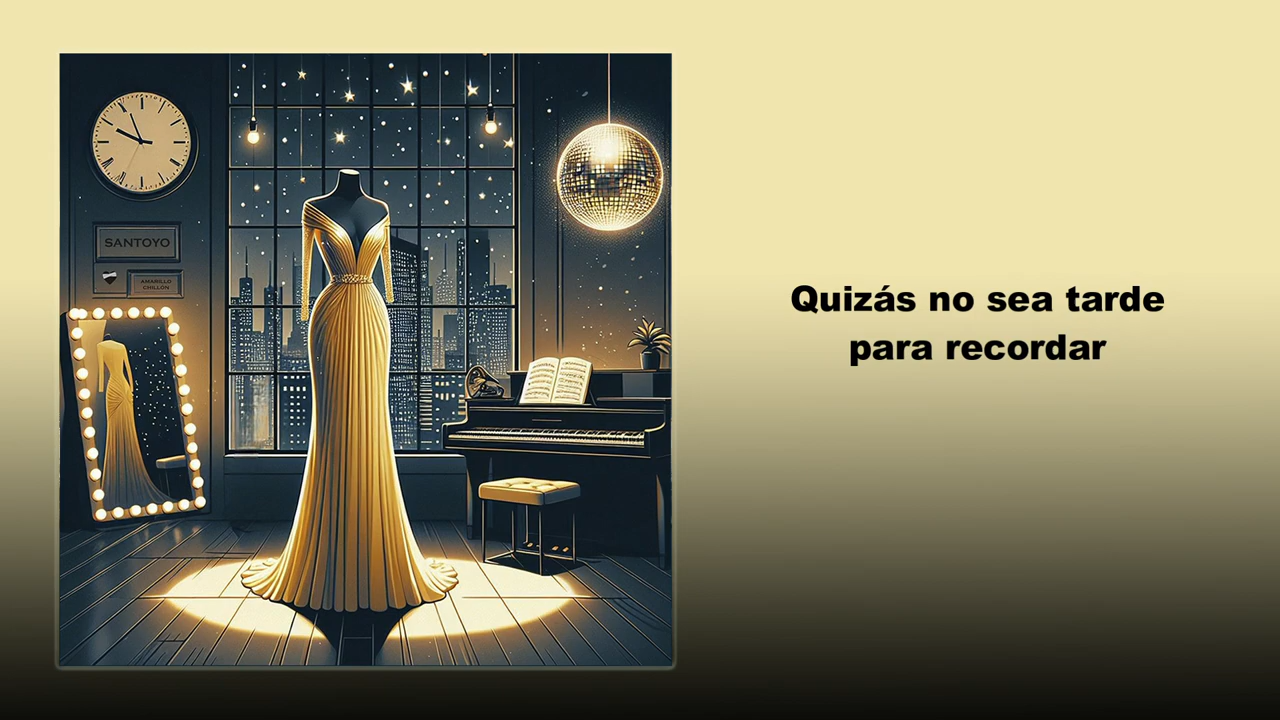 SANTOYO
AMARILLO
CHILLÓN
Quizás no sea tarde
para recordar